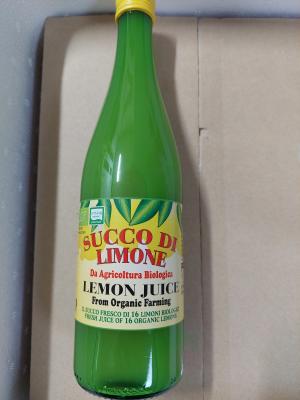 SUCCO DI
LIMONE
Da Agricoltura Biologica
LEMON JUICE
From Organic Farming
IL SUCCO FRESCO DI 16 LIMONI BIOLOGICI
FRESH JUICE OF 16 ORGANIC LEMONS